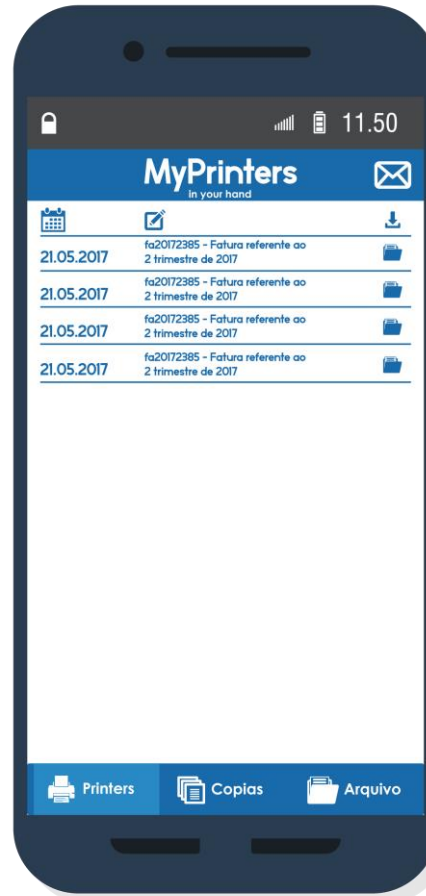 11.50
MyPrinters
in your hand
21.05.2017
fa20172385 - Fatura referente ao
2 trimestre de 2017
21.05.2017
fa20172385 - Fatura referente ao
2 trimestre de 2017
21.05.2017
fa20172385 - Fatura referente ao
2 trimestre de 2017
21.05.2017
fa20172385 - Fatura referente ao
2 trimestre de 2017
Printers
Copias
Arquivo